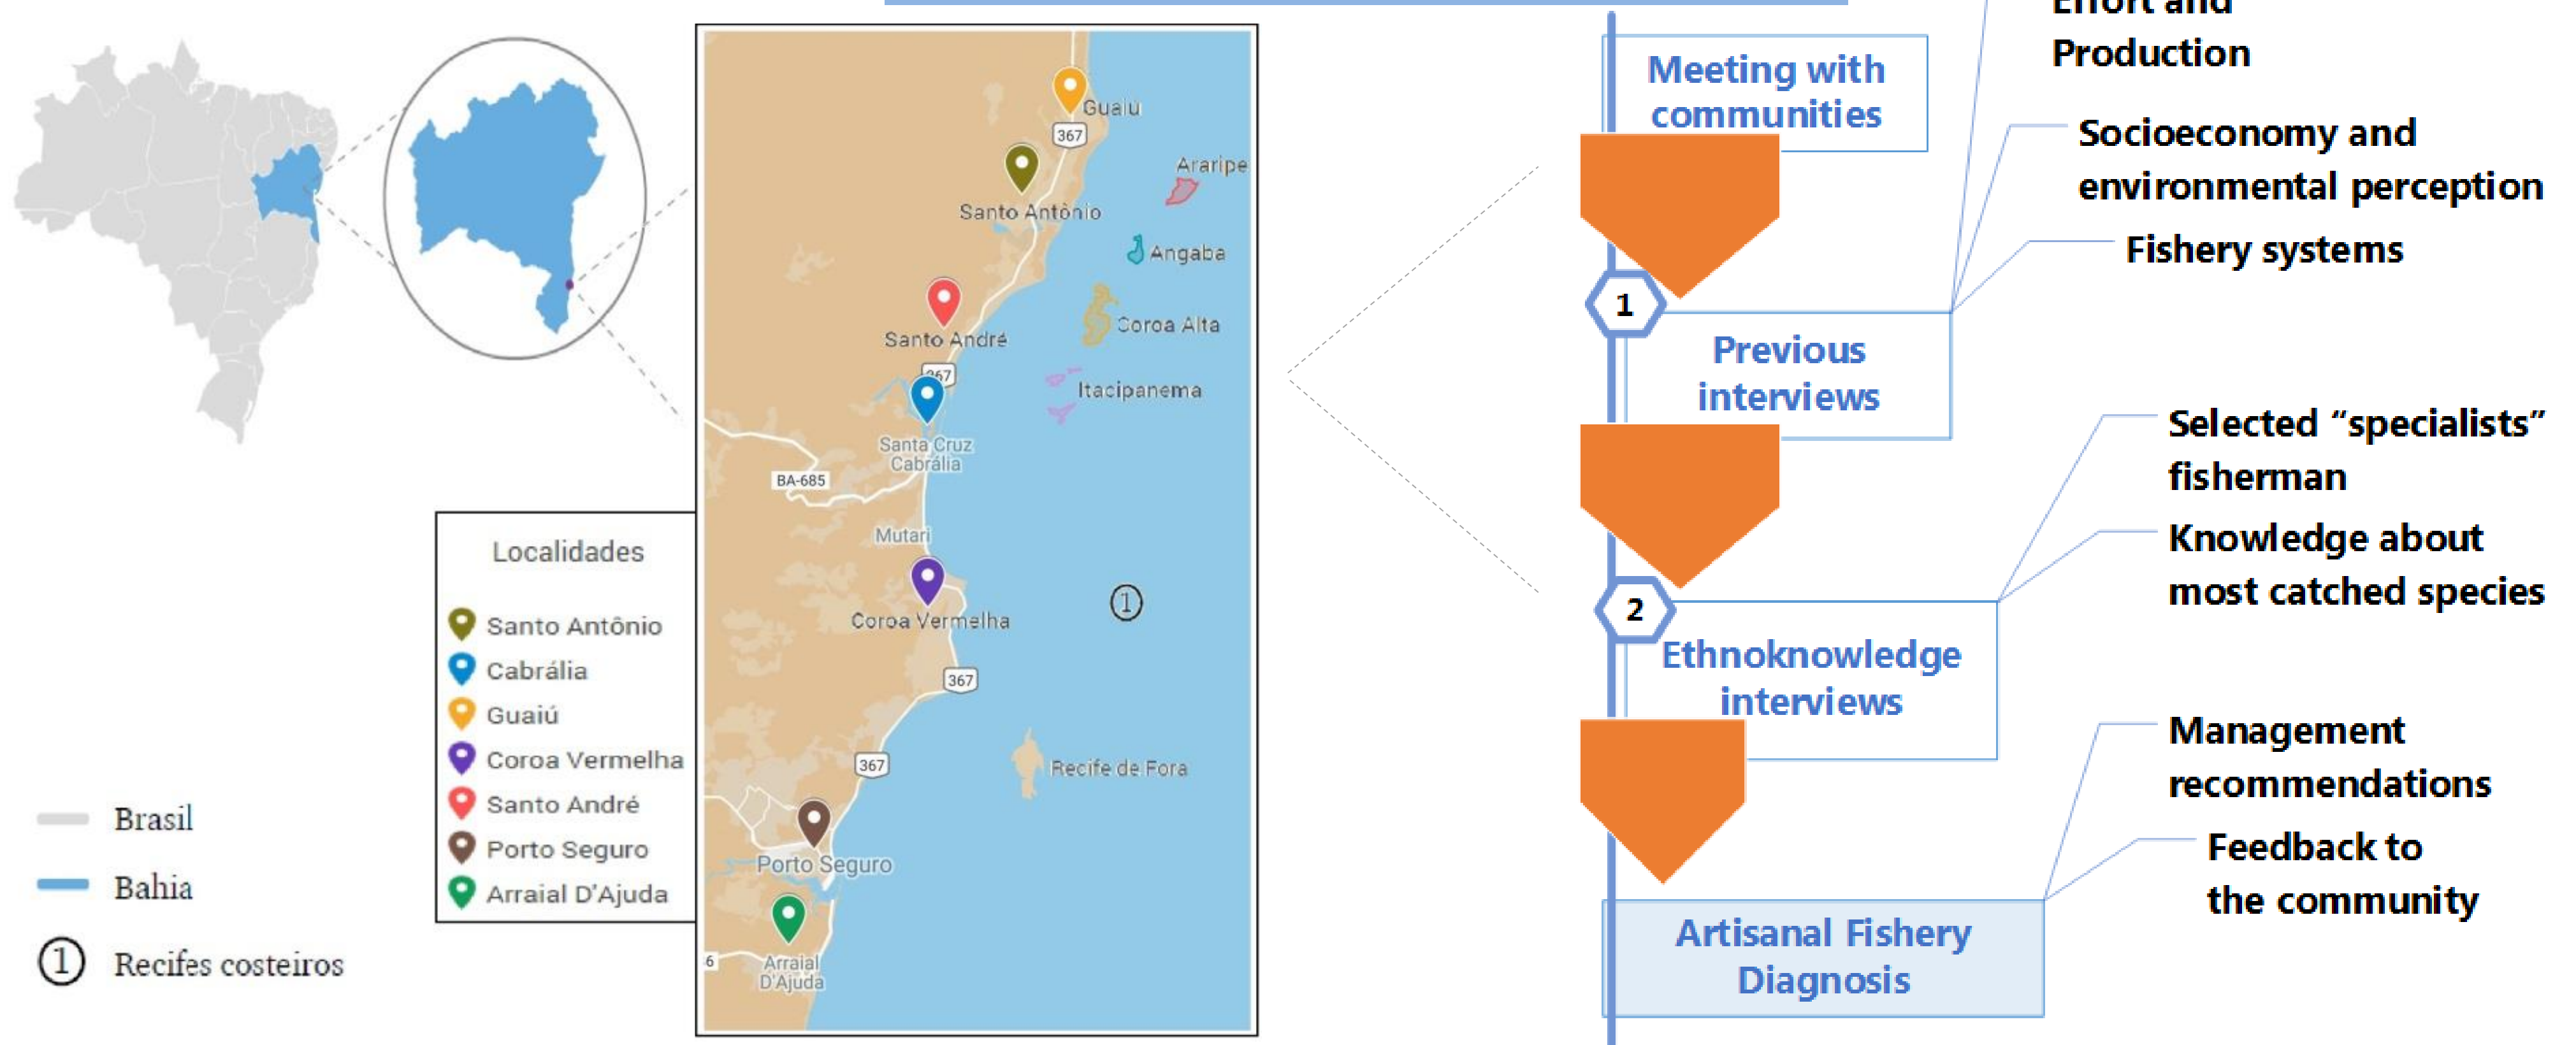 Brasil
Bahia
1 Recifes costeiros
Localidades
Santo Antônio
Cabrália
Guaiú
Coroa Vermelha
Santo André
Porto Seguro
Arraial D'Ajuda
Guaiú
367
Araripe
Santo Antônio
Angaba
Coroa Alta
Santo André
367
Itacipanema
Santa Cruz
Cabrália
BA-685
Mutari
Coroa Vermelha
1
367
367
Recife de Fora
Porto Seguro
6
Arraial
D'Ajuda
Meeting with
communities
1
Previous
interviews
2
Ethnoknowledge
interviews
Artisanal Fishery
Diagnosis
Effort and
Production
Socioeconomy and
environmental perception
Fishery systems
Selected “specialists”
fisherman
Knowledge about
most catched species
Management
recommendations
Feedback to
the community